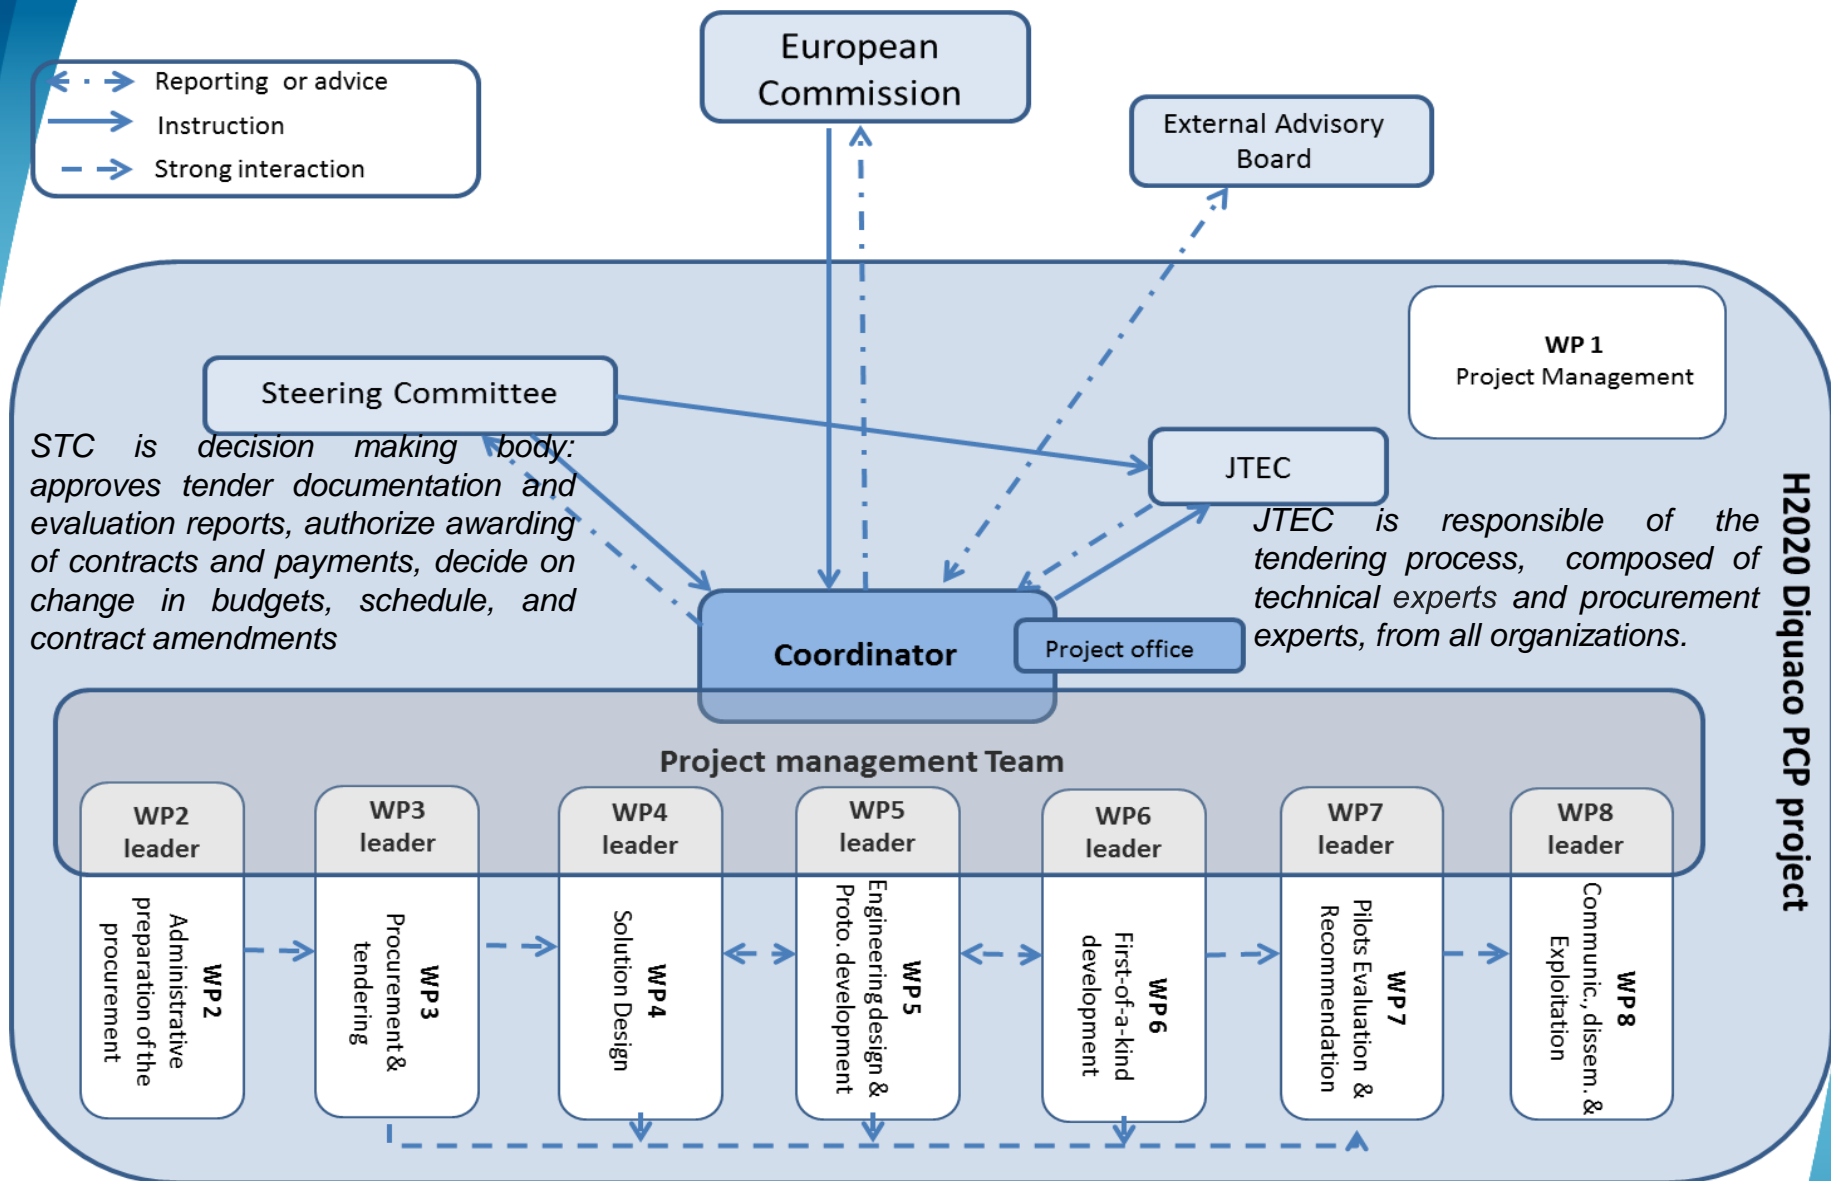 Reporting or advice
Instruction
Strong interaction
European
Commission
External Advisory
Board
WP 1
Project Management
Steering Committee
STC is decision making body:
approves tender documentation and
evaluation reports, authorize awarding
of contracts and payments, decide on
change in budgets, schedule, and
contract amendments
JTEC
JTEC is responsible of the
tendering process, composed of
technical experts and procurement
experts, from all organizations.
H2020 Diquaco PCP project
Coordinator
Project office
Project management Team
WP2
leader
WP3
leader
WP4
leader
WP5
leader
WP6
leader
WP7
leader
WP8
leader
WP2
Administrative
preparation of the
procurement
WP3
Procurement &
tendering
WP4
Solution Design
WP5
Engineering design &
Proto. development
WP6
First-of-a-kind
development
WP7
Pilots Evaluation &
Recommendation
WP8
Communic., dissem. &
Exploitation